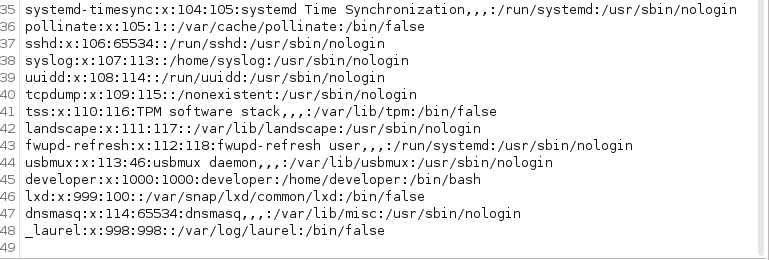 35 systemd-timesync:x:104:105:systemd Time Synchronization,,,:/run/systemd:/usr/sbin/nologin
36 pollinate:x:105:1::/var/cache/pollinate:/bin/false
37 sshd:x:106:65534::/run/sshd:/usr/sbin/nologin
38 syslog:x:107:113::/home/syslog:/usr/sbin/nologin
39 uuidd:x:108:114::/run/uuidd:/usr/sbin/nologin
40 tcpdump:x:109:115::/nonexistent:/usr/sbin/nologin
41 tss:x:110:116:TPM software stack,,,:/var/lib/tpm:/bin/false
42 landscape:x:111:117::/var/lib/landscape:/usr/sbin/nologin
43 fwupd-refresh:x:112:118:fwupd-refresh user,,,:/run/systemd:/usr/sbin/nologin
44 usbmux:x:113:46:usbmux daemon,,,:/var/lib/usbmux:/usr/sbin/nologin
45 developer:x:1000:1000:developer:/home/developer:/bin/bash
46 lxd:x:999:100::/var/snap/lxd/common/lxd:/bin/false
47 dnsmasq:x:114:65534:dnsmasq,,,:/var/lib/misc:/usr/sbin/nologin
48 _laurel:x:998:998::/var/log/laurel:/bin/false
49